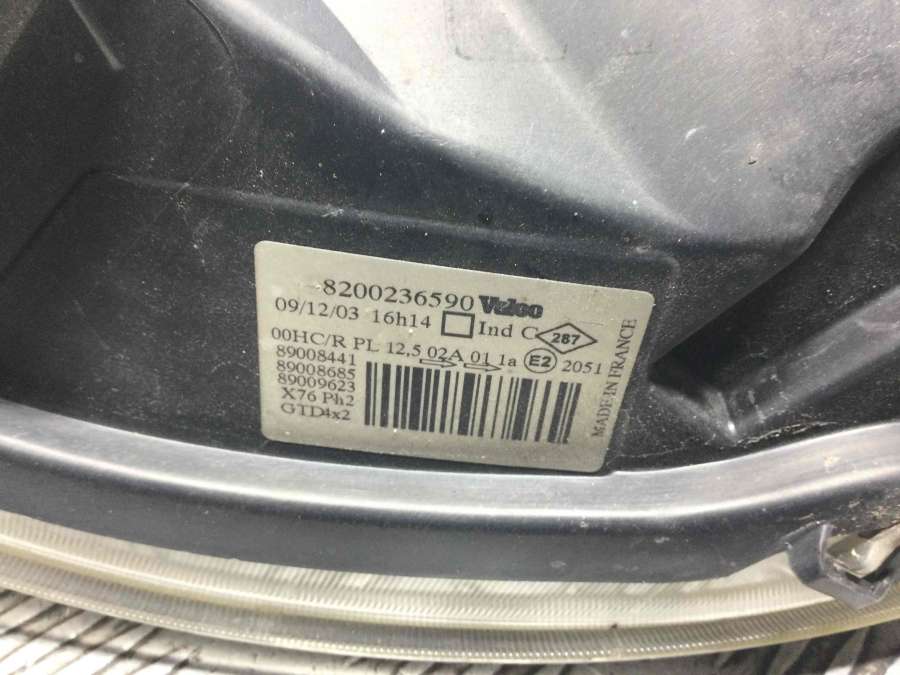 8200236590 Valeo
09/12/03 16h14 Ind C 287
00HC/R PL 12,5 02A 01 1a E2 2051
89008441
89008685
89009623
X76 Ph2
GTD4x2
MADE IN FRANCE